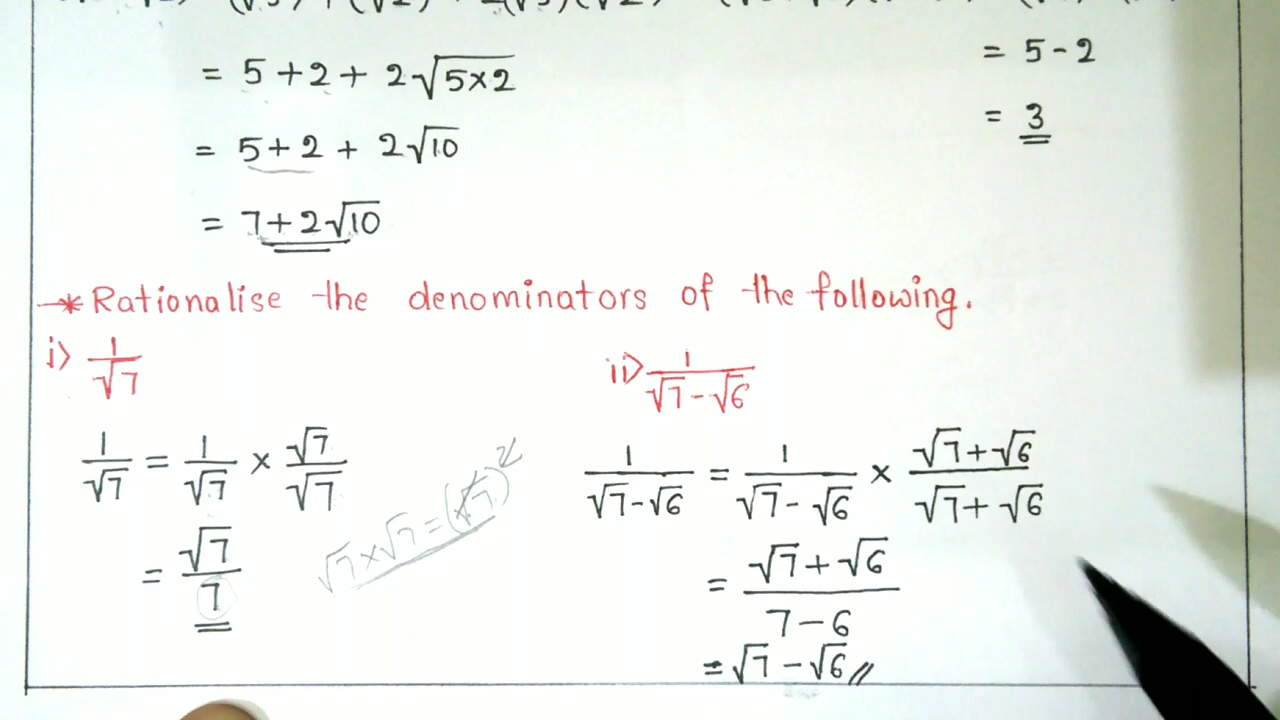 = 5 + 2 + 2√5×2
= 5 - 2
= 5 + 2 + 2√10
= 3
= 7 + 2√10
→* Rationalise the denominators of the following.
i) 1/√7
ii) 1/(√7-√6)
1/√7 = 1/√7 × √7/√7
√7×√7 = (√7)²
1/(√7-√6) = 1/(√7-√6) × (√7+√6)/(√7+√6)
= √7/7
= (√7+√6)/(7-6)
= √7 - √6 //